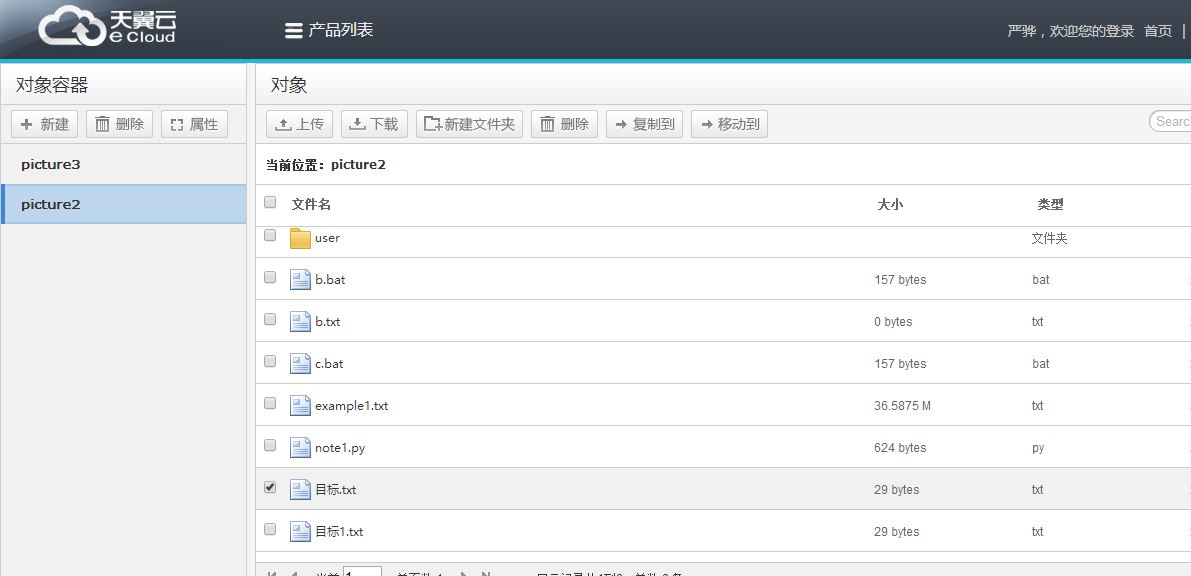 天翼云
e Cloud
产品列表
严骅，欢迎您的登录 首页 |
对象容器
对象
新建 删除 属性
上传 下载 新建文件夹 删除 复制到 移动到
Searc
picture3
picture2
当前位置：picture2
文件名 大小 类型
user 文件夹
b.bat 157 bytes bat
b.txt 0 bytes txt
c.bat 157 bytes bat
example1.txt 36.5875 M txt
note1.py 624 bytes py
目标.txt 29 bytes txt
目标1.txt 29 bytes txt
当前 1